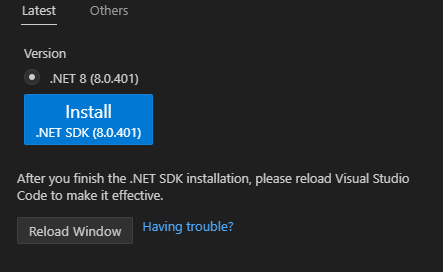 Latest Others
Version
.NET 8 (8.0.401)
Install
.NET SDK (8.0.401)
After you finish the .NET SDK installation, please reload Visual Studio
Code to make it effective.
Reload Window Having trouble?